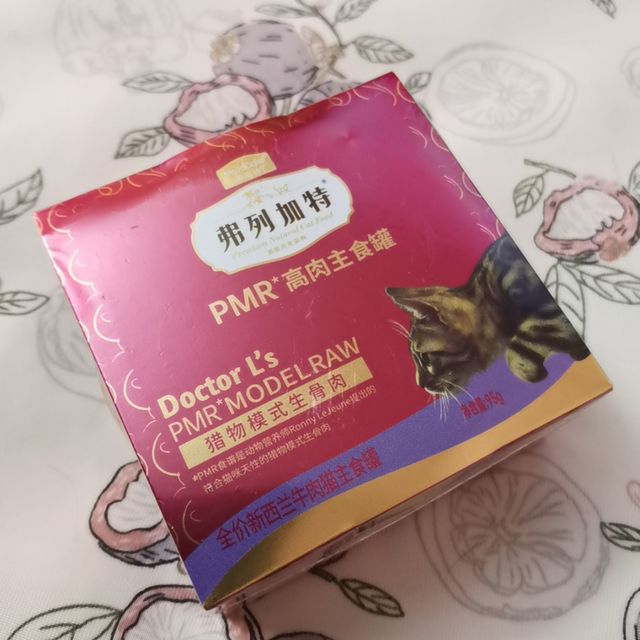 弗列加特
Premium Natural Cat Food
PMR*高肉主食罐
Doctor L's
PMR*MODELRAW
猎物模式生骨肉
*PMR食谱是动物营养师Ronny LeJeune提出的
符合猫咪天性的猎物模式生骨肉
净含量:95g
全价新西兰牛肉猫主食罐